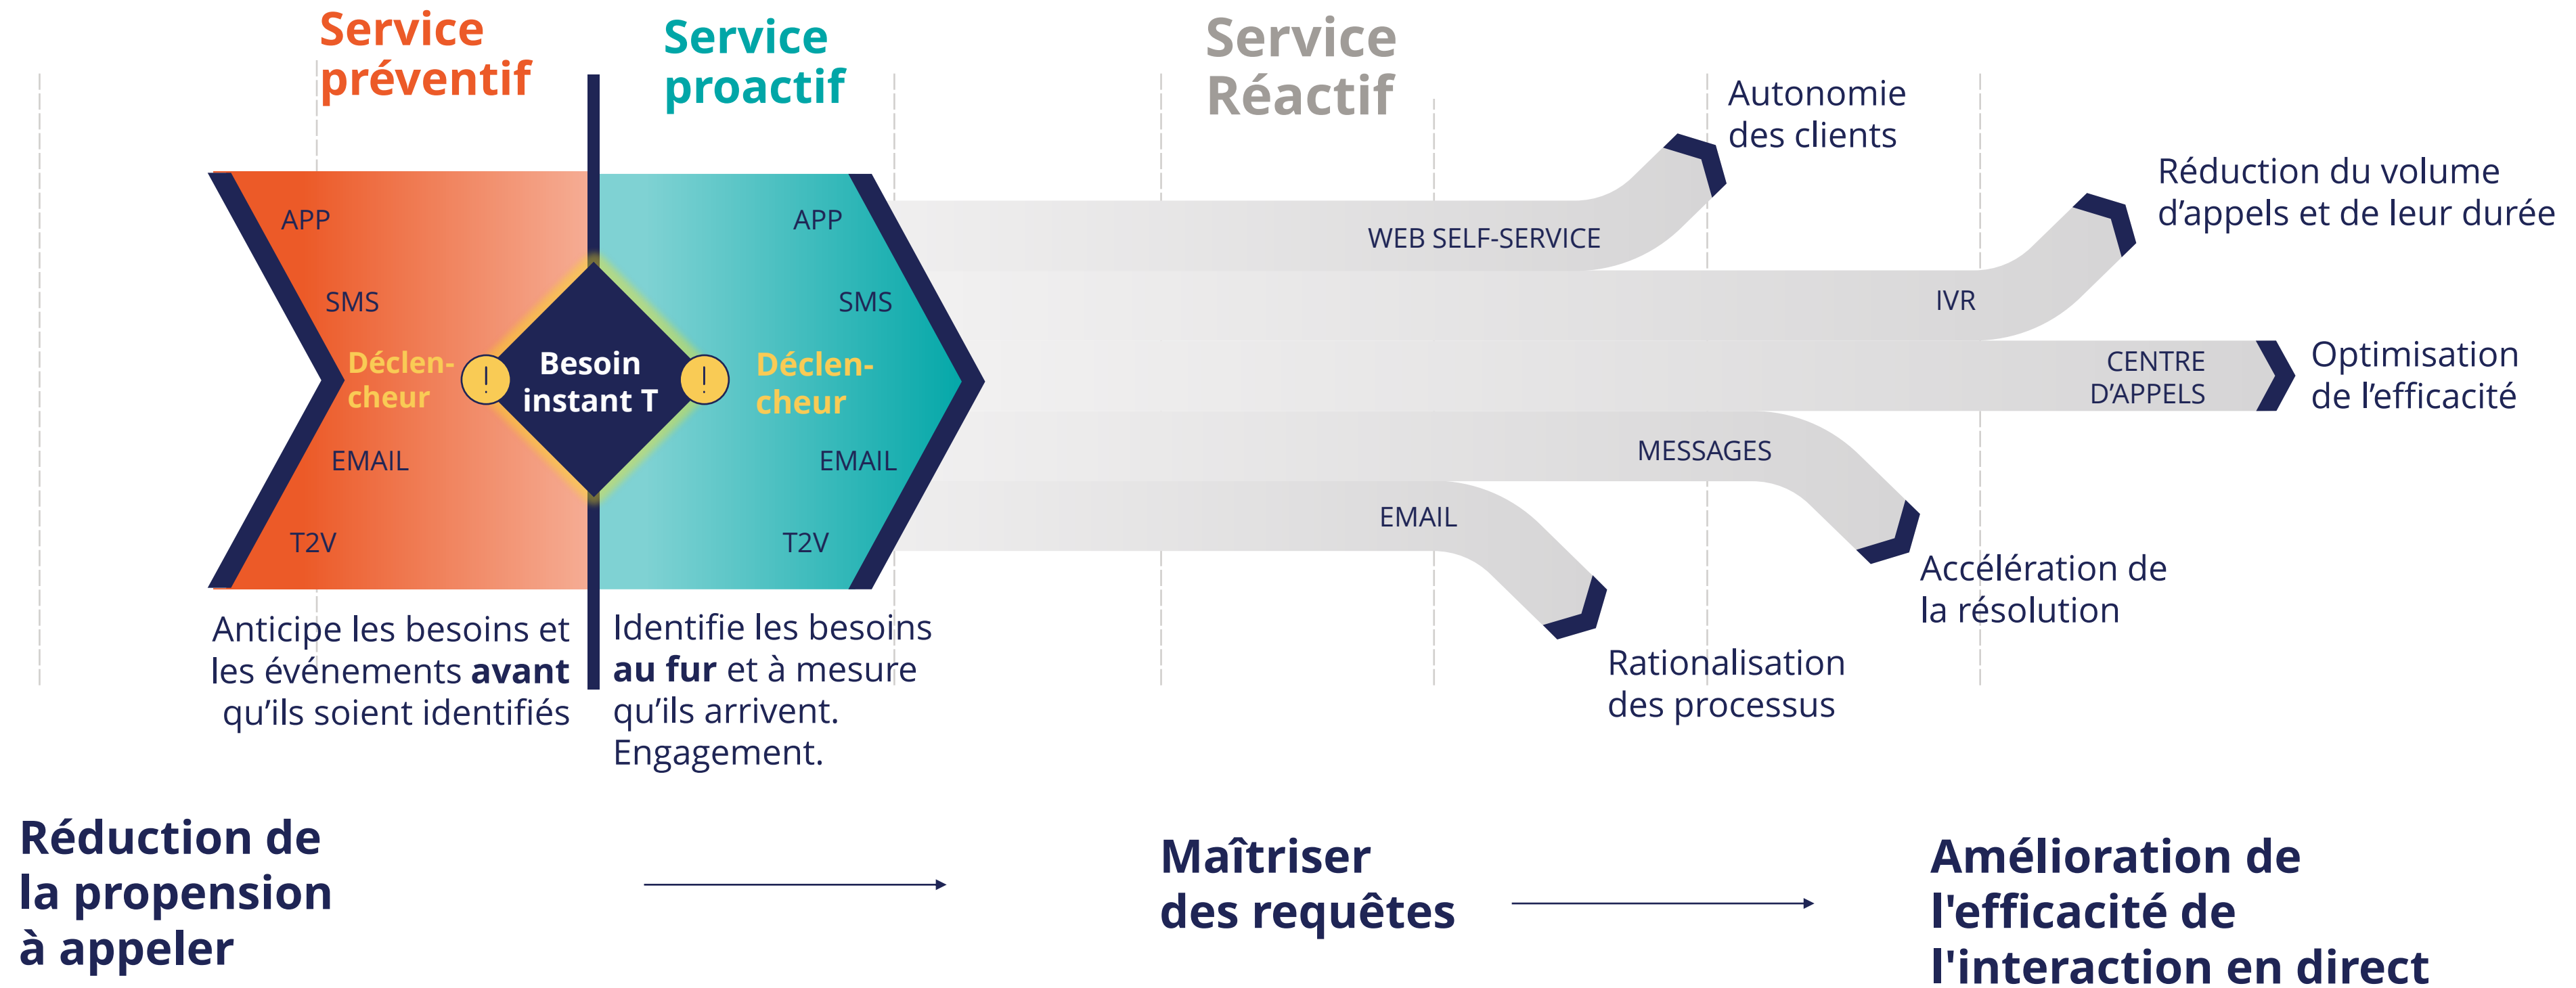 Service
préventif
Service
proactif
Service
Réactif
Autonomie
des clients
Réduction du volume
d’appels et de leur durée
APP
SMS
Déclen-
cheur
EMAIL
T2V
!
Besoin
instant T
!
APP
SMS
Déclen-
cheur
EMAIL
T2V
WEB SELF-SERVICE
IVR
CENTRE
D’APPELS
MESSAGES
EMAIL
Optimisation
de l’efficacité
Accélération de
la résolution
Rationalisation
des processus
Anticipe les besoins et
les événements avant
qu’ils soient identifiés
Identifie les besoins
au fur et à mesure
qu’ils arrivent.
Engagement.
Réduction de
la propension
à appeler
Maîtriser
des requêtes
Amélioration de
l'efficacité de
l'interaction en direct